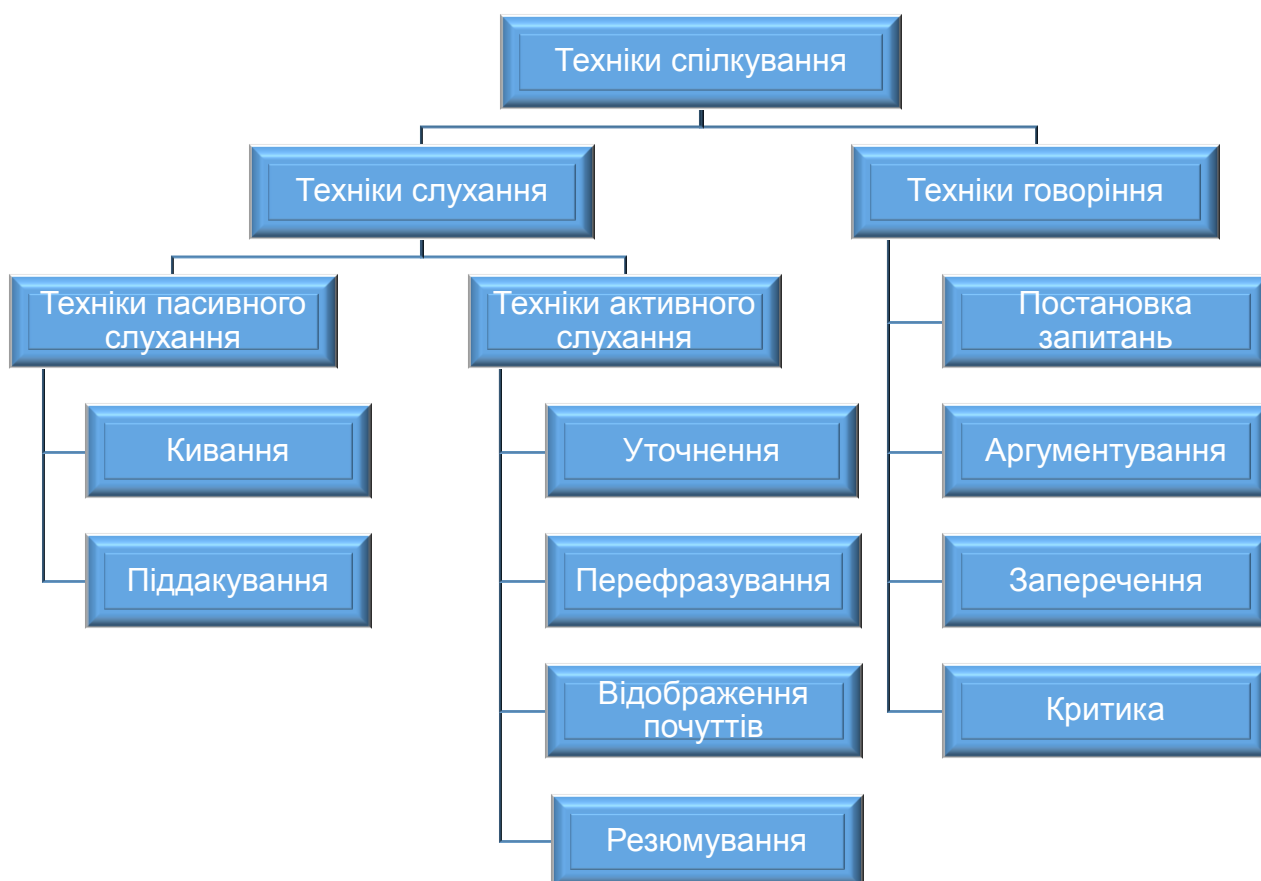 Техніки спілкування
Техніки слухання
Техніки говоріння
Техніки пасивного
слухання
Техніки активного
слухання
Постановка
запитань
Кивання
Уточнення
Аргументування
Піддакування
Перефразування
Заперечення
Відображення
почуттів
Критика
Резюмування